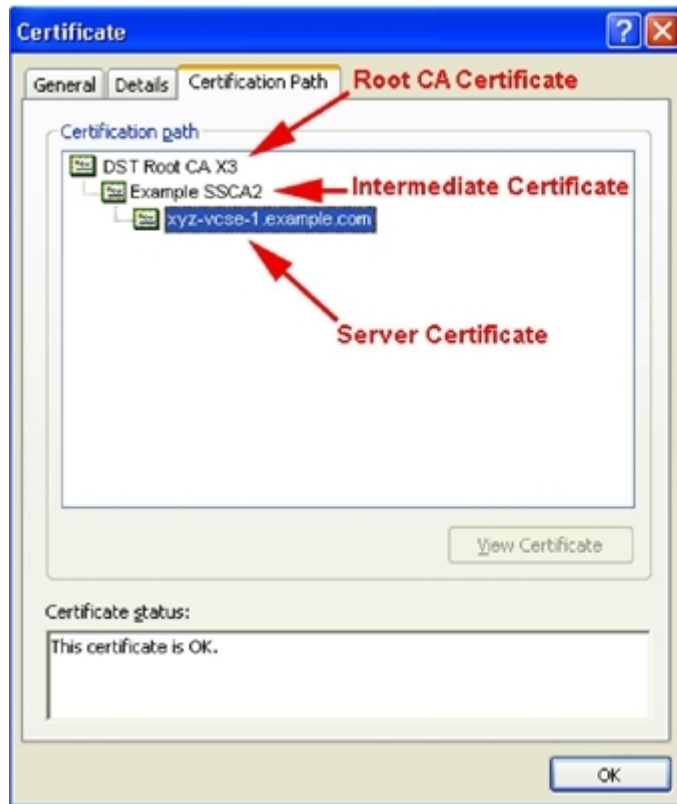 Certificate
General Details Certification Path
Root CA Certificate
Certification path
DST Root CA X3
Example SSCA2
Intermediate Certificate
xyz-vcse-1.example.com
Server Certificate
View Certificate
Certificate status:
This certificate is OK.
OK